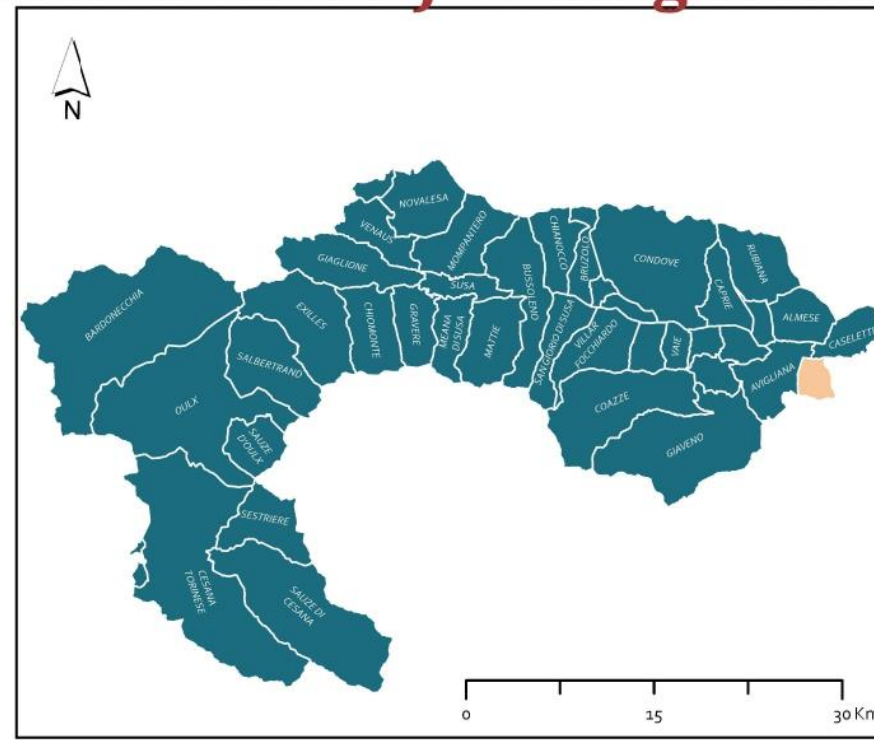 N
NOVALESA
VENAUS
MOMPANTERO
GIAGLIONE
SUSA
BUSSOLENO
CHIANOCCO
BRUZOLO
CONDOVE
CAPRIE
RUBIANA
ALMESE
BARDONECCHIA
EXILLES
CHIOMONTE
GRAVERE
MEANA
DI SUSA
MATTIE
SAN GIORIO DI SUSA
VILLAR
FOCCHIARDO
VAIE
AVIGLIANA
SALBERTRAND
OULX
SAUZE
D'OULX
COAZZE
GIAVENO
SESTRIERE
CESANA
TORINESE
SAUZE DI
CESANA
0
15
30 Km